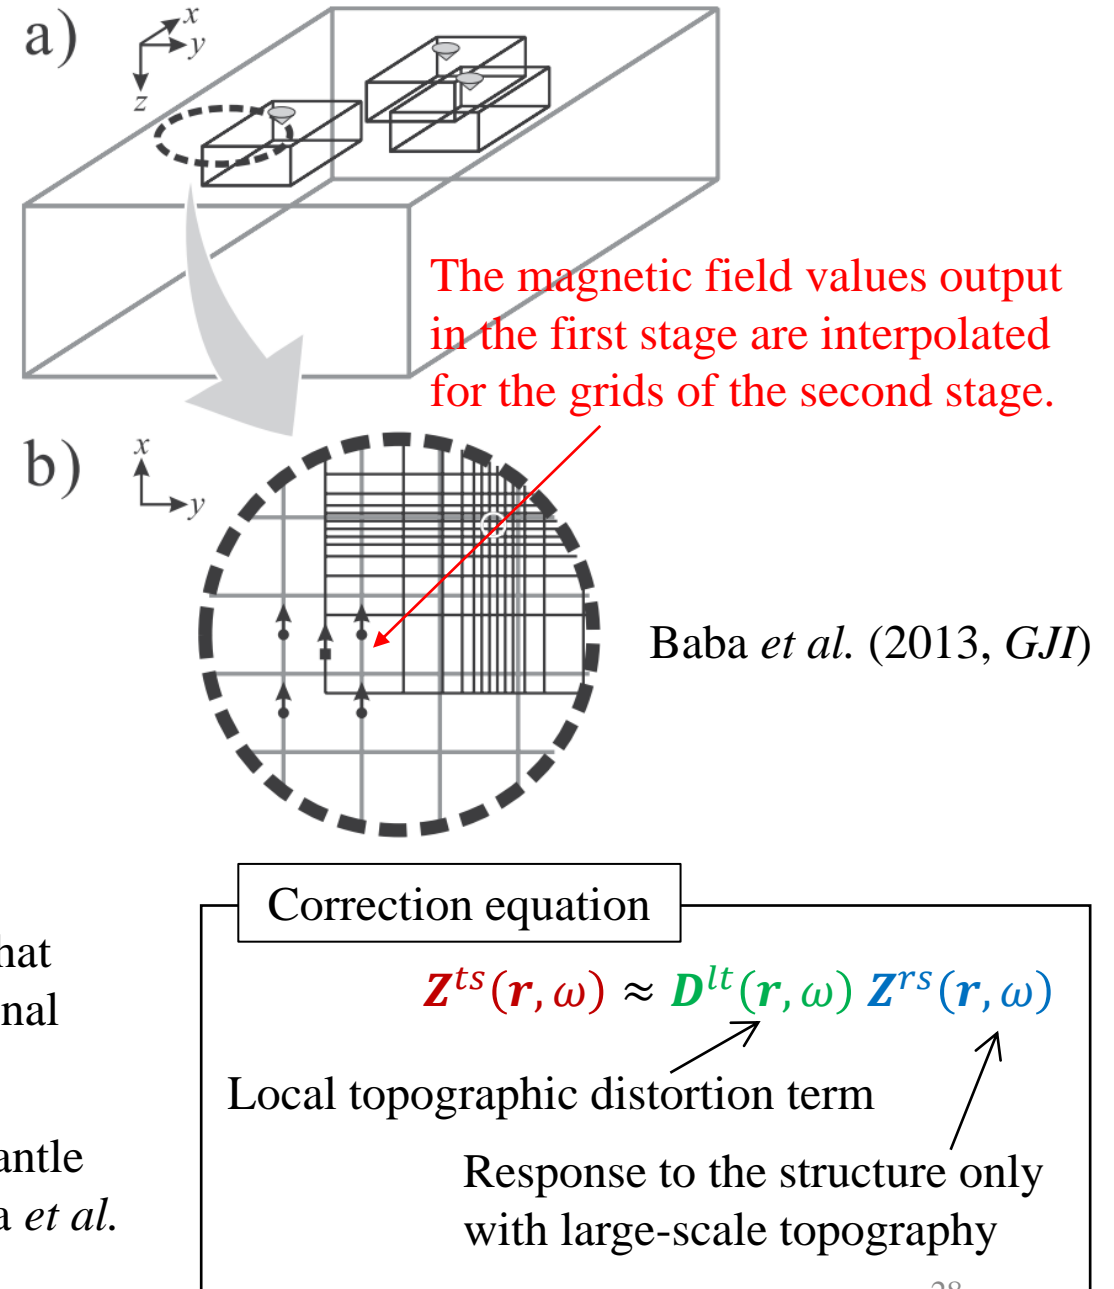 a)
x
y
z
The magnetic field values output
in the first stage are interpolated
for the grids of the second stage.
b)
x
y
Baba et al. (2013, GJI)
Correction equation
hat
nal
antle
a et al.
𝒁ᵗˢ(𝒓, ω) ≈ 𝑫ˡᵗ(𝒓, ω) 𝒁ʳˢ(𝒓, ω)
Local topographic distortion term
Response to the structure only
with large-scale topography